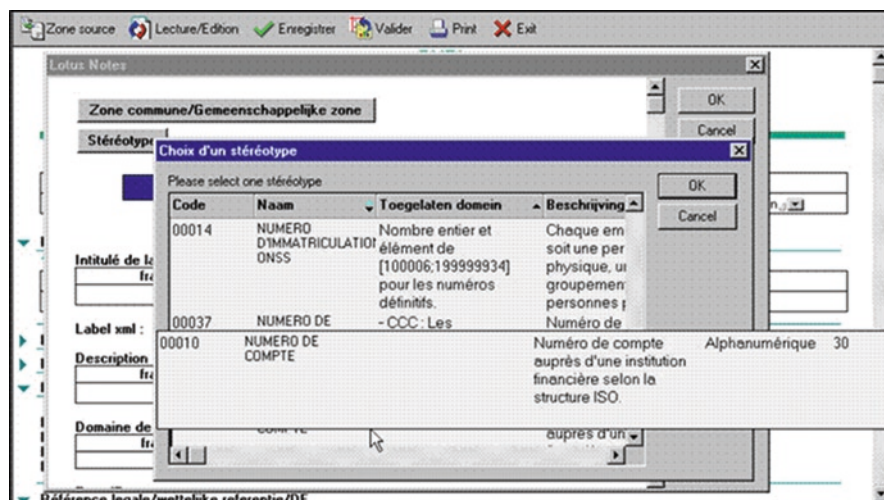 Zone source Lecture/Edition Enregistrer Valider Print Exit
Lotus Notes
Zone commune/Gemeenschappelijke zone
OK
Stéréotype
Cancel
Choix d'un stéréotype
Please select one stéréotype
OK
Cancel
Code Naam Toegelaten domein Beschrijving
00014 NUMERO Nombre entier et Chaque em
D'IMMATRICULATION élément de soit une per
ONSS [100006;199999934] physique, u
pour les numéros groupemen
définitifs. personnes p
Intitulé de la
fra
Label xml :
00037 NUMERO DE - CCC : Les Numéro de
00010 NUMERO DE Numéro de compte Alphanumérique 30
COMPTE auprès d'une institution
financière selon la
structure ISO.
Description
fra
Domaine de
fra
COMPTE auprès d'un
Référence legale/wettelijke referentie/DE